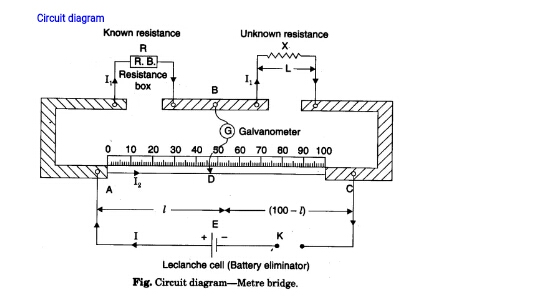 Circuit diagram
Known resistance
Unknown resistance
R
X
R. B.
Resistance
box
L
I₁
B
I₁
G Galvanometer
0 10 20 30 40 50 60 70 80 90 100
A
I₂
D
C
l
(100 – l)
E
I
+ –
K
Leclanche cell (Battery eliminator)
Fig. Circuit diagram—Metre bridge.